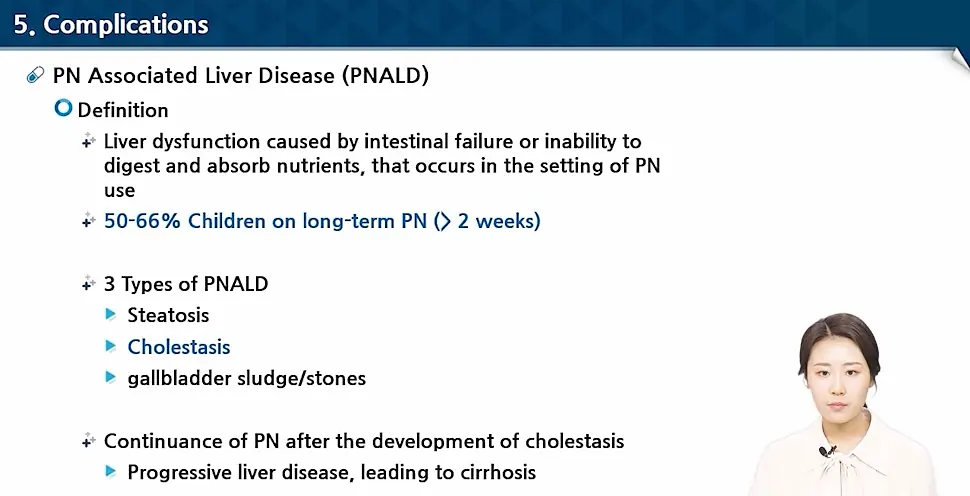 5. Complications
PN Associated Liver Disease (PNALD)
Definition
Liver dysfunction caused by intestinal failure or inability to
digest and absorb nutrients, that occurs in the setting of PN
use
50-66% Children on long-term PN (> 2 weeks)
3 Types of PNALD
Steatosis
Cholestasis
gallbladder sludge/stones
Continuance of PN after the development of cholestasis
Progressive liver disease, leading to cirrhosis